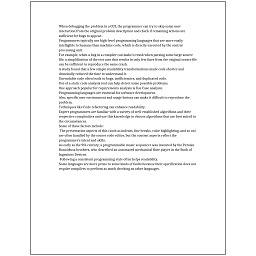 When debugging the problem in a GUI, the programmer can try to skip some user
interaction from the original problem description and check if remaining actions are
sufficient for bugs to appear.
Programmers typically use high-level programming languages that are more easily
intelligible to humans than machine code, which is directly executed by the central
processing unit.
For example, when a bug in a compiler can make it crash when parsing some large source
file, a simplification of the test case that results in only few lines from the original source file
can be sufficient to reproduce the same crash.
A study found that a few simple readability transformations made code shorter and
drastically reduced the time to understand it.
Unreadable code often leads to bugs, inefficiencies, and duplicated code.
Use of a static code analysis tool can help detect some possible problems.
One approach popular for requirements analysis is Use Case analysis.
Programming languages are essential for software development.
Also, specific user environment and usage history can make it difficult to reproduce the
problem.
Techniques like Code refactoring can enhance readability.
Expert programmers are familiar with a variety of well-established algorithms and their
respective complexities and use this knowledge to choose algorithms that are best suited to
the circumstances.
Some of these factors include:
The presentation aspects of this (such as indents, line breaks, color highlighting, and so on)
are often handled by the source code editor, but the content aspects reflect the
programmer's talent and skills.
As early as the 9th century, a programmable music sequencer was invented by the Persian
Banu Musa brothers, who described an automated mechanical flute player in the Book of
Ingenious Devices.
Following a consistent programming style often helps readability.
Some languages are more prone to some kinds of faults because their specification does not
require compilers to perform as much checking as other languages.